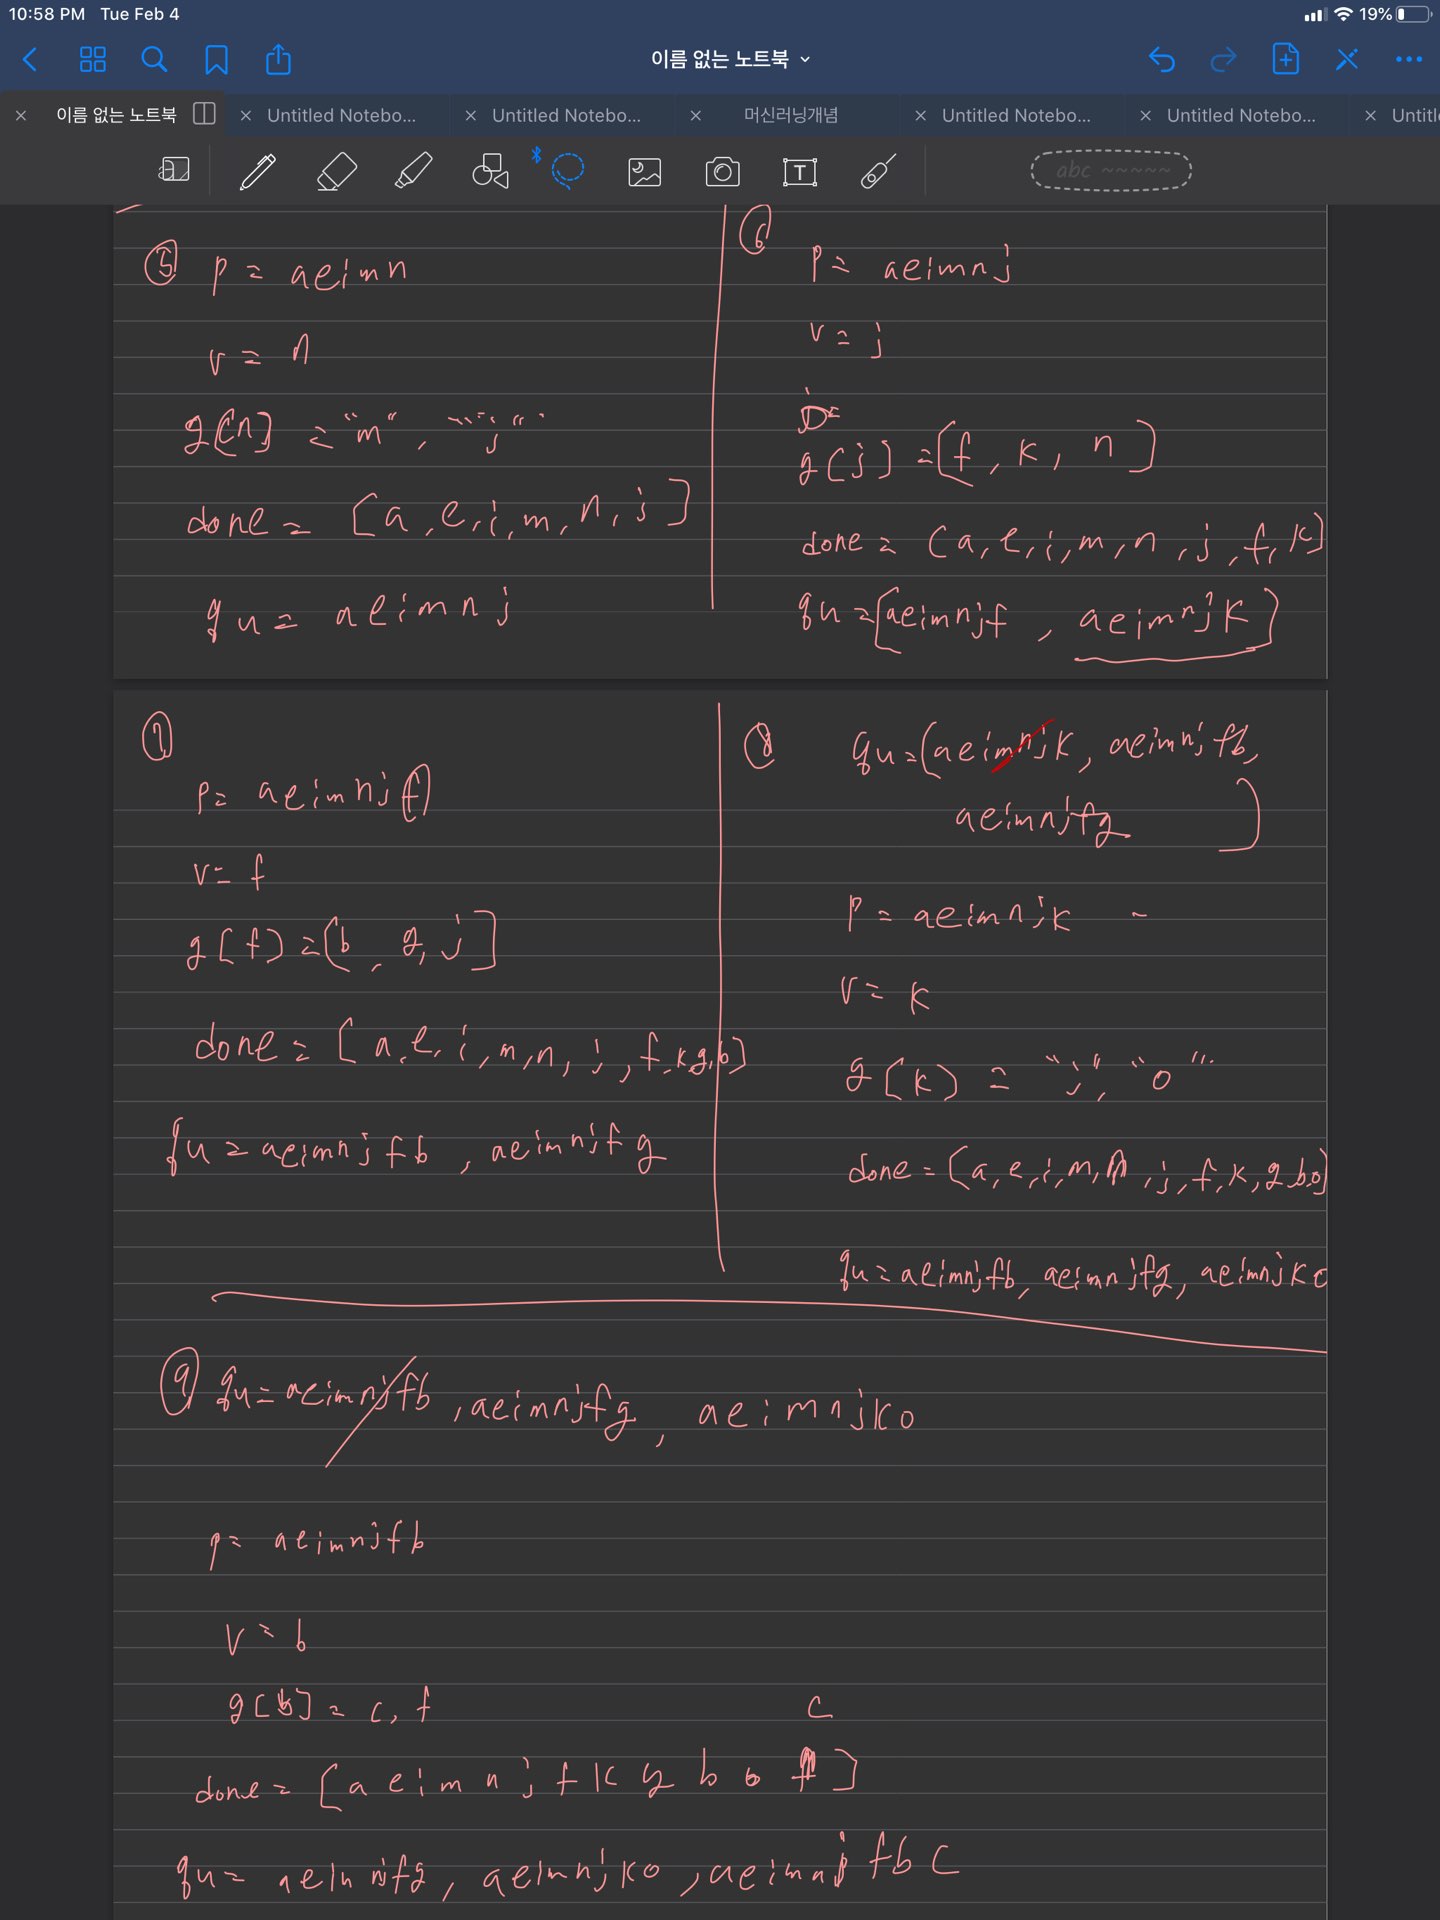 10:58 PM Tue Feb 4
19%
이름 없는 노트북
이름 없는 노트북
Untitled Notebo...
Untitled Notebo...
머신러닝개념
Untitled Notebo...
Untitled Notebo...
Untitl
T
abc ~~~~~
⑤ p = aeimn
v = n
g[n] = "m", "j"
done = [a, e, i, m, n, j]
qu = aeimnj
⑥
p = aeimnj
v = j
g[j] = [f, k, n]
done = [a, e, i, m, n, j, f, k]
qu = [aeimnjf, aeimnjk]
⑦
p = aeimnjf
v = f
g[f] = [b, g, j]
done = [a, e, i, m, n, j, f, k, g, b]
qu = aeimnjfb, aeimnjfg
⑧ qu = [aeimnjk, aeimnjfb,
aeimnjfg ]
p = aeimnjk -
v = k
g[k] = "j", "o"
done = [a, e, i, m, n, j, f, k, g, b, o]
qu = aeimnjfb, aeimnjfg, aeimnjko
⑨ qu = aeimnjfb, aeimnjfg, aeimnjko
p = aeimnjfb
v = b
g[b] = c, f
c
done = [a e i m n j f k g b o ]
qu = aeimnjfg, aeimnjko, aeimnj fbc